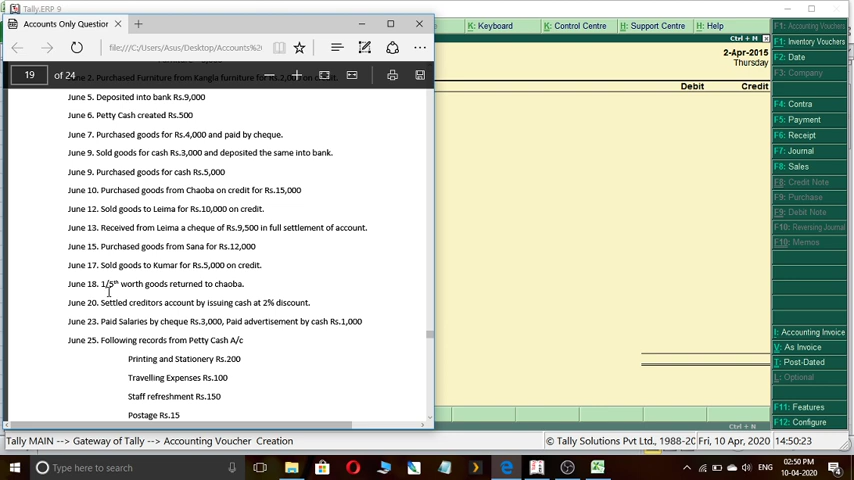 Tally.ERP 9
Accounts Only Question
K: Keyboard
K: Control Centre
H: Support Centre
H: Help
F1: Accounting Vouchers
F1: Inventory Vouchers
F2: Date
F3: Company
F4: Contra
F5: Payment
F6: Receipt
F7: Journal
F8: Sales
F8: Credit Note
F9: Purchase
F9: Debit Note
F10: Reversing Journal
F10: Memos
I: Accounting Invoice
V: As Invoice
T: Post-Dated
L: Optional
F11: Features
F12: Configure
Ctrl + M
2-Apr-2015
Thursday
Debit Credit
Ctrl + N
file:///C:/Users/Asus/Desktop/Accounts%2
19 of 24
June 2. Purchased Furniture from Kangla furniture for Rs.2,
June 5. Deposited into bank Rs.9,000
June 6. Petty Cash created Rs.500
June 7. Purchased goods for Rs.4,000 and paid by cheque.
June 9. Sold goods for cash Rs.3,000 and deposited the same into bank.
June 9. Purchased goods for cash Rs.5,000
June 10. Purchased goods from Chaoba on credit for Rs.15,000
June 12. Sold goods to Leima for Rs.10,000 on credit.
June 13. Received from Leima a cheque of Rs.9,500 in full settlement of account.
June 15. Purchased goods from Sana for Rs.12,000
June 17. Sold goods to Kumar for Rs.5,000 on credit.
June 18. 1/5th worth goods returned to chaoba.
June 20. Settled creditors account by issuing cash at 2% discount.
June 23. Paid Salaries by cheque Rs.3,000, Paid advertisement by cash Rs.1,000
June 25. Following records from Petty Cash A/c
Printing and Stationery Rs.200
Travelling Expenses Rs.100
Staff refreshment Rs.150
Postage Rs.15
Tally MAIN --> Gateway of Tally --> Accounting Voucher Creation
© Tally Solutions Pvt Ltd., 1988-20
Fri, 10 Apr, 2020
14:50:23
Type here to search
ENG
02:50 PM
10-04-2020